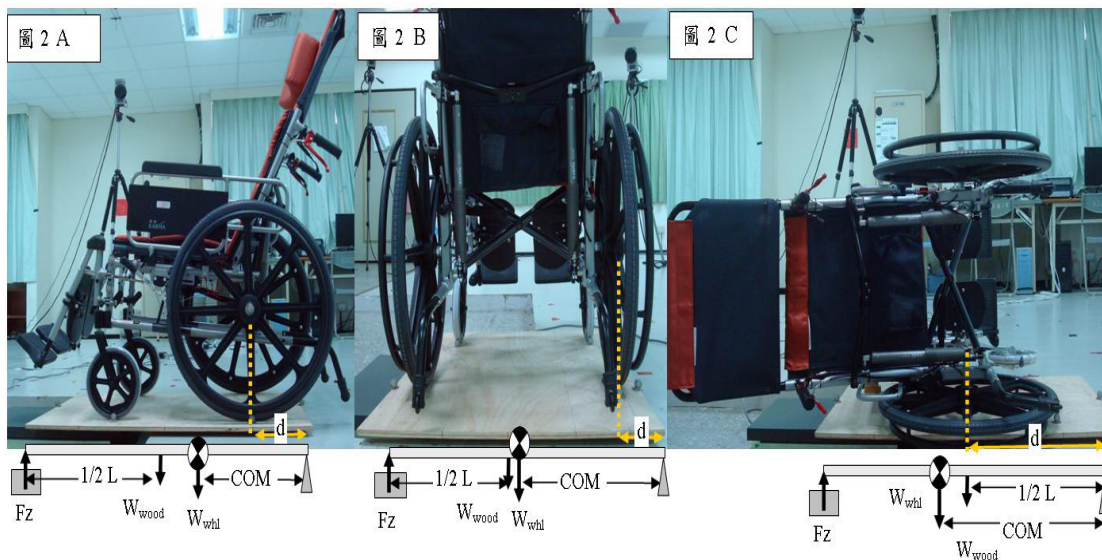 圖 2 A
圖 2 B
圖 2 C
d
d
d
1/2 L
COM
Fz
W_wood
W_whl
1/2 L
COM
Fz
W_wood
W_whl
1/2 L
W_whl
COM
Fz
W_wood